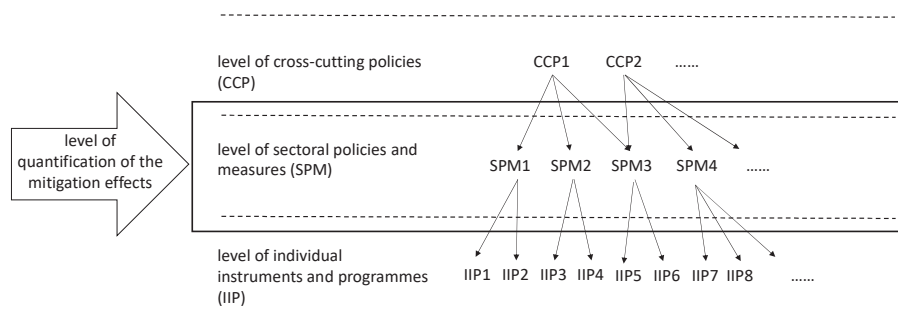 level of cross-cutting policies
(CCP)
CCP1 CCP2 ......
level of
quantification of the
mitigation effects
level of sectoral policies and
measures (SPM)
SPM1 SPM2 SPM3 SPM4 ......
level of individual
instruments and programmes
(IIP)
IIP1 IIP2 IIP3 IIP4 IIP5 IIP6 IIP7 IIP8 ......